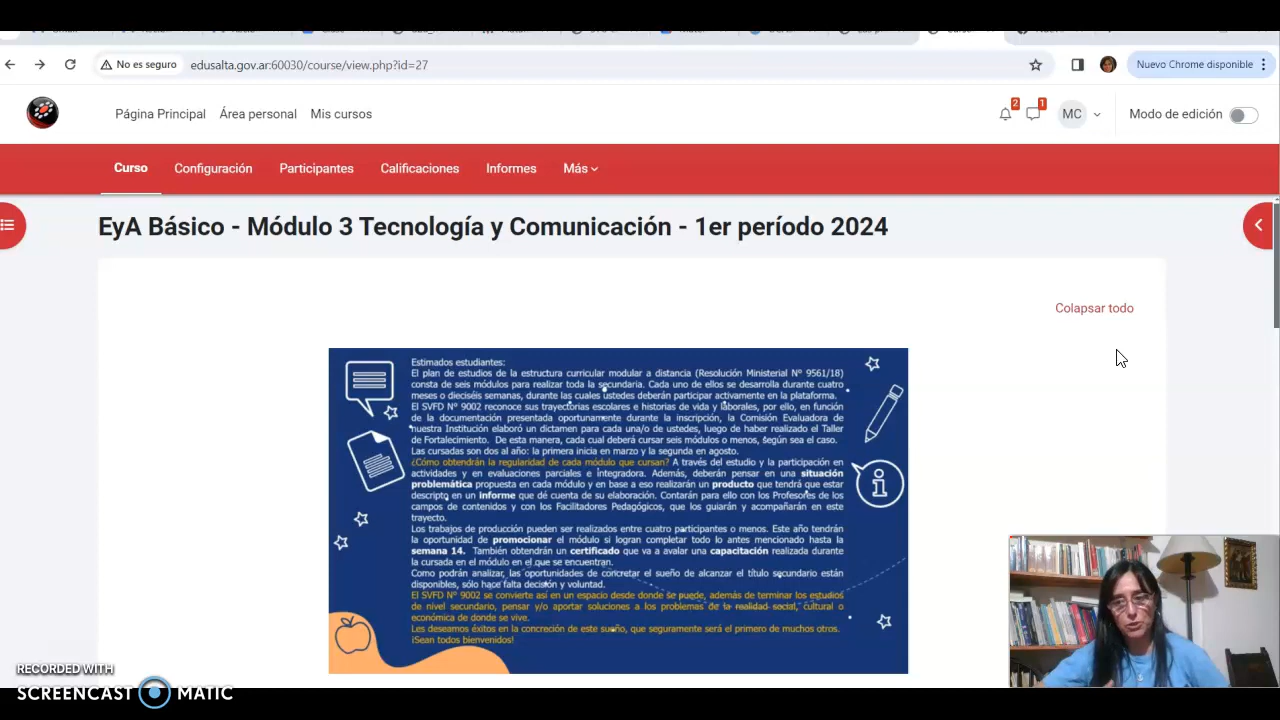 No es seguro
edusalta.gov.ar:60030/course/view.php?id=27
Nuevo Chrome disponible
Página Principal Área personal Mis cursos
2 1
MC
Modo de edición
Curso Configuración Participantes Calificaciones Informes Más
EyA Básico - Módulo 3 Tecnología y Comunicación - 1er período 2024
Colapsar todo
Estimados estudiantes:
El plan de estudios de la estructura curricular modular a distancia (Resolución Ministerial N° 9561/18)
consta de seis módulos para realizar toda la secundaria. Cada uno de ellos se desarrolla durante cuatro
meses o dieciséis semanas, durante las cuales ustedes deberán participar activamente en la plataforma.
El SVFD N° 9002 reconoce sus trayectorias escolares e historias de vida y laborales, por ello, en función
de la documentación presentada oportunamente durante la inscripción, la Comisión Evaluadora de
nuestra Institución elaboró un dictamen para cada una/o de ustedes, luego de haber realizado el Taller
de Fortalecimiento. De esta manera, cada cual deberá cursar seis módulos o menos, según sea el caso.
Las cursadas son dos al año: la primera inicia en marzo y la segunda en agosto.
¿Cómo obtendrán la regularidad de cada módulo que cursan? A través del estudio y la participación en
actividades y en evaluaciones parciales e integradora. Además, deberán pensar en una situación
problemática propuesta en cada módulo y en base a eso realizarán un producto que tendrá que estar
descripto en un informe que dé cuenta de su elaboración. Contarán para ello con los Profesores de los
campos de contenidos y con los Facilitadores Pedagógicos, que los guiarán y acompañarán en este
trayecto.
Los trabajos de producción pueden ser realizados entre cuatro participantes o menos. Este año tendrán
la oportunidad de promocionar el módulo si logran completar todo lo antes mencionado hasta la
semana 14. También obtendrán un certificado que va a avalar una capacitación realizada durante
la cursada en el módulo en el que se encuentran.
Como podrán analizar, las oportunidades de concretar el sueño de alcanzar el título secundario están
disponibles, sólo hace falta decisión y voluntad.
El SVFD N° 9002 se convierte así en un espacio desde donde se puede, además de terminar los estudios
de nivel secundario, pensar y/o aportar soluciones a los problemas de la realidad social, cultural o
económica de donde se vive.
Les deseamos éxitos en la concreción de este sueño, que seguramente será el primero de muchos otros.
¡Sean todos bienvenidos!
RECORDED WITH
SCREENCAST MATIC